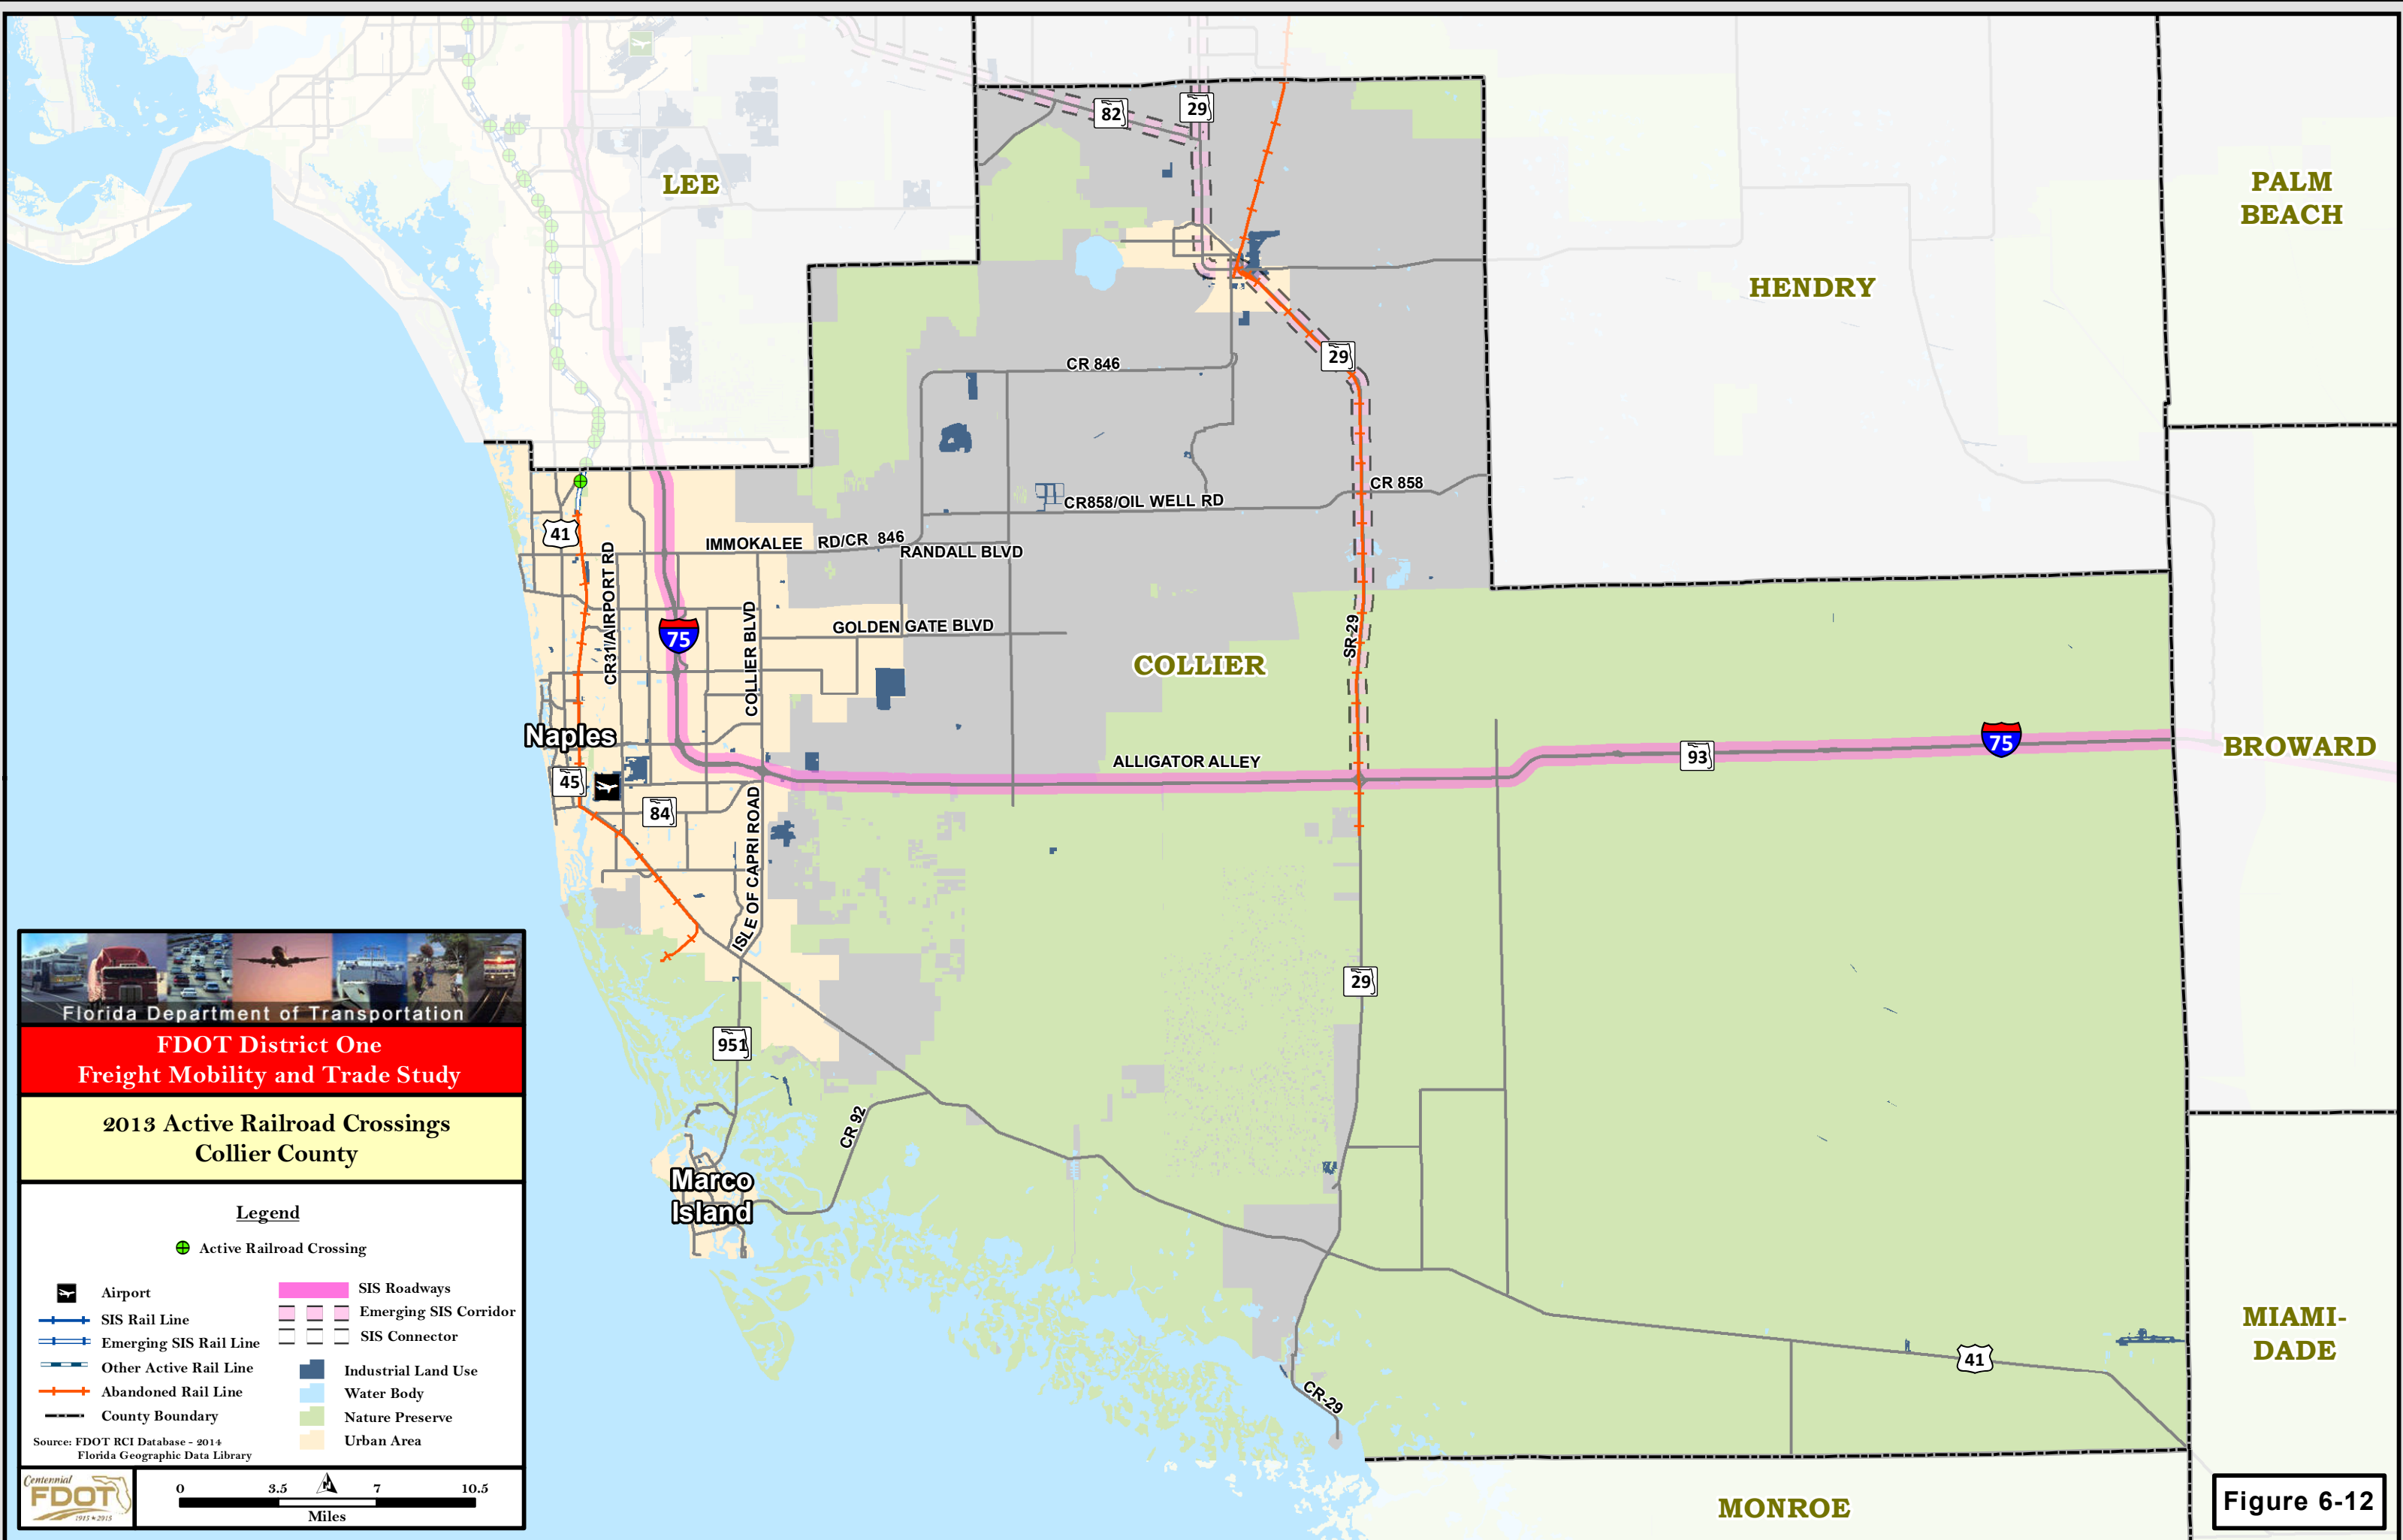 82
29
LEE
PALM
BEACH
HENDRY
29
CR 846
CR 858
CR858/OIL WELL RD
41
IMMOKALEE RD/CR 846
RANDALL BLVD
CR31/AIRPORT RD
COLLIER BLVD
75
GOLDEN GATE BLVD
SR-29
COLLIER
Naples
ALLIGATOR ALLEY
93
75
BROWARD
45
84
ISLE OF CAPRI ROAD
29
951
CR 92
Marco
Island
MIAMI-
DADE
41
CR-29
MONROE
Florida Department of Transportation
FDOT District One
Freight Mobility and Trade Study
2013 Active Railroad Crossings
Collier County
Legend
Active Railroad Crossing
Airport
SIS Rail Line
Emerging SIS Rail Line
Other Active Rail Line
Abandoned Rail Line
County Boundary
SIS Roadways
Emerging SIS Corridor
SIS Connector
Industrial Land Use
Water Body
Nature Preserve
Urban Area
Source: FDOT RCI Database - 2014
Florida Geographic Data Library
Centennial
FDOT
1915 ★ 2015
0 3.5 7 10.5
Miles
Figure 6-12